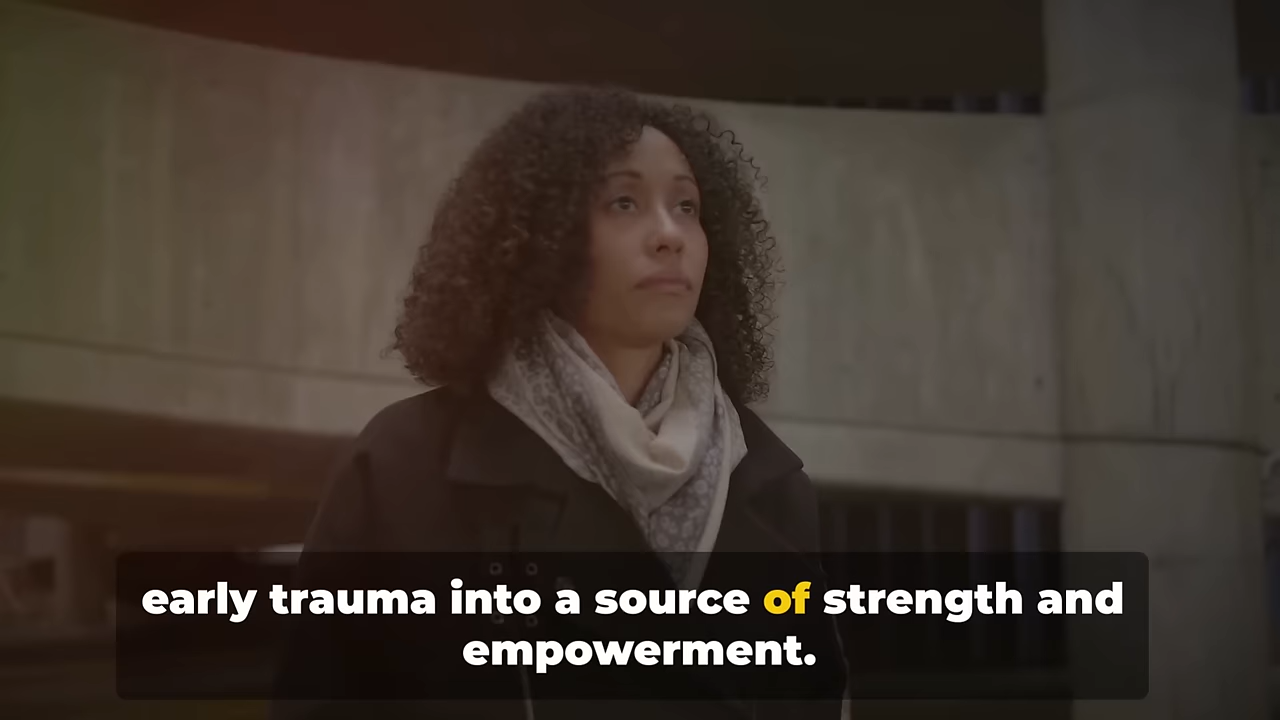 early trauma into a source of strength and
empowerment.